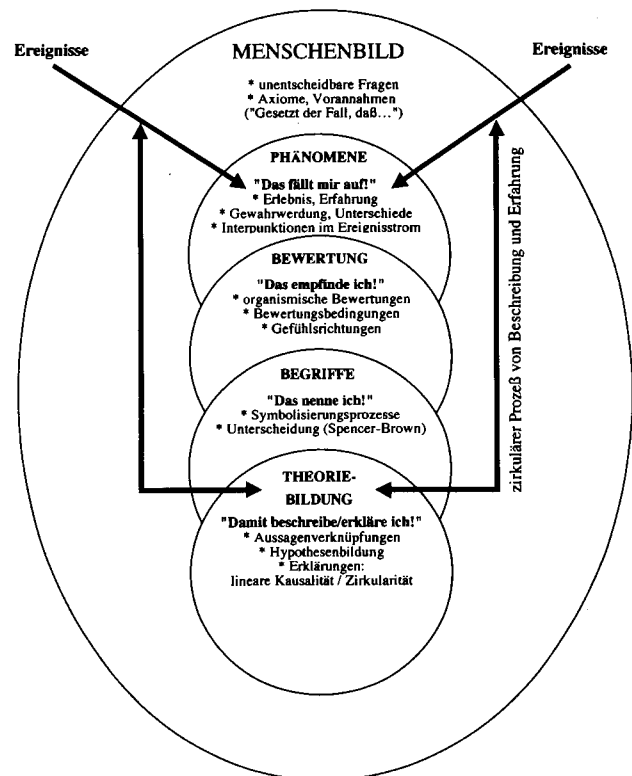 Ereignisse
Ereignisse
MENSCHENBILD
* unentscheidbare Fragen
* Axiome, Vorannahmen
("Gesetzt der Fall, daß...")
PHÄNOMENE
"Das fällt mir auf!"
* Erlebnis, Erfahrung
* Gewahrwerdung, Unterschiede
* Interpunktionen im Ereignisstrom
BEWERTUNG
"Das empfinde ich!"
* organismische Bewertungen
* Bewertungsbedingungen
* Gefühlsrichtungen
BEGRIFFE
"Das nenne ich!"
* Symbolisierungsprozesse
* Unterscheidung (Spencer-Brown)
THEORIE-
BILDUNG
"Damit beschreibe/erkläre ich!"
* Aussagenverknüpfungen
* Hypothesenbildung
* Erklärungen:
lineare Kausalität / Zirkularität
zirkulärer Prozeß von Beschreibung und Erfahrung